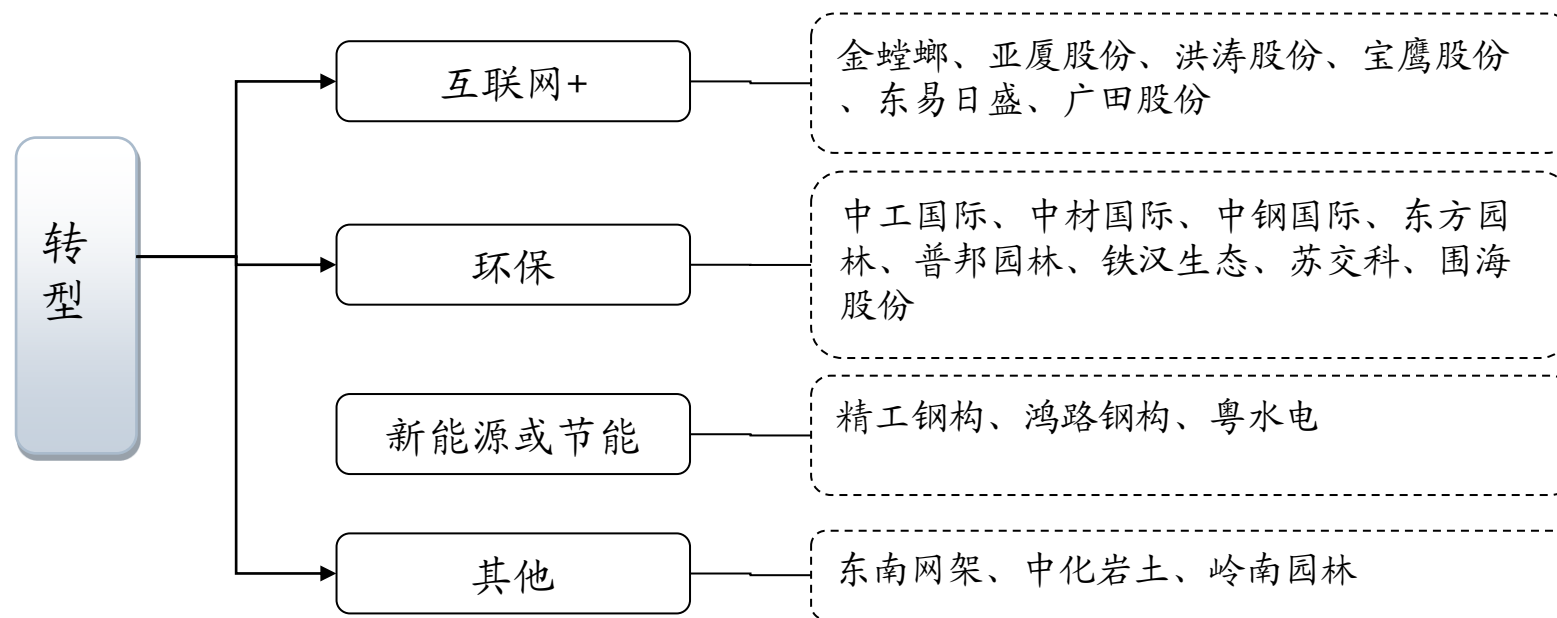 转
型
互联网+
金螳螂、亚厦股份、洪涛股份、宝鹰股份
、东易日盛、广田股份
环保
中工国际、中材国际、中钢国际、东方园
林、普邦园林、铁汉生态、苏交科、围海
股份
新能源或节能
精工钢构、鸿路钢构、粤水电
其他
东南网架、中化岩土、岭南园林